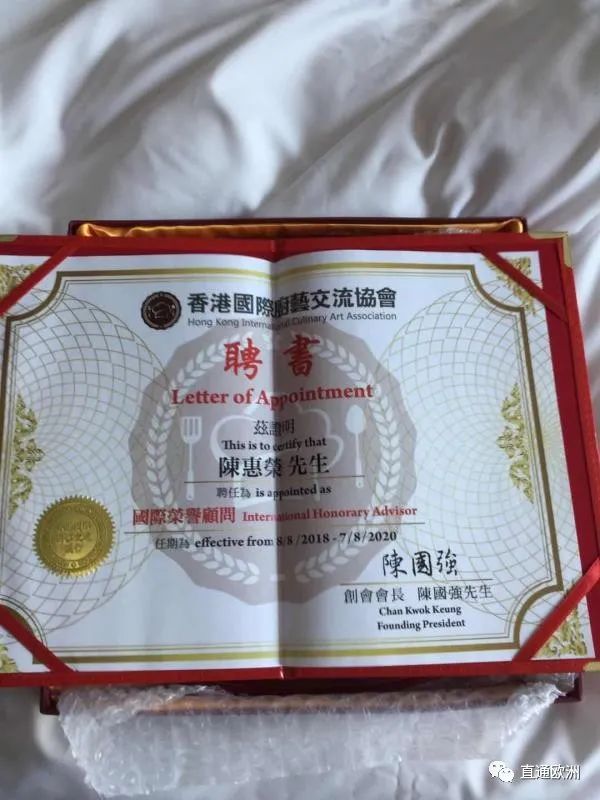 香港國際廚藝交流協會
Hong Kong International Culinary Art Association
聘書
Letter of Appointment
茲證明
This is to certify that
陳惠榮 先生
聘任為 is appointed as
國際榮譽顧問 International Honorary Advisor
任期為 effective from 8/8/2018 - 7/8/2020
陳國強
創會會長 陳國強先生
Chan Kwok Keung
Founding President
直通欧洲